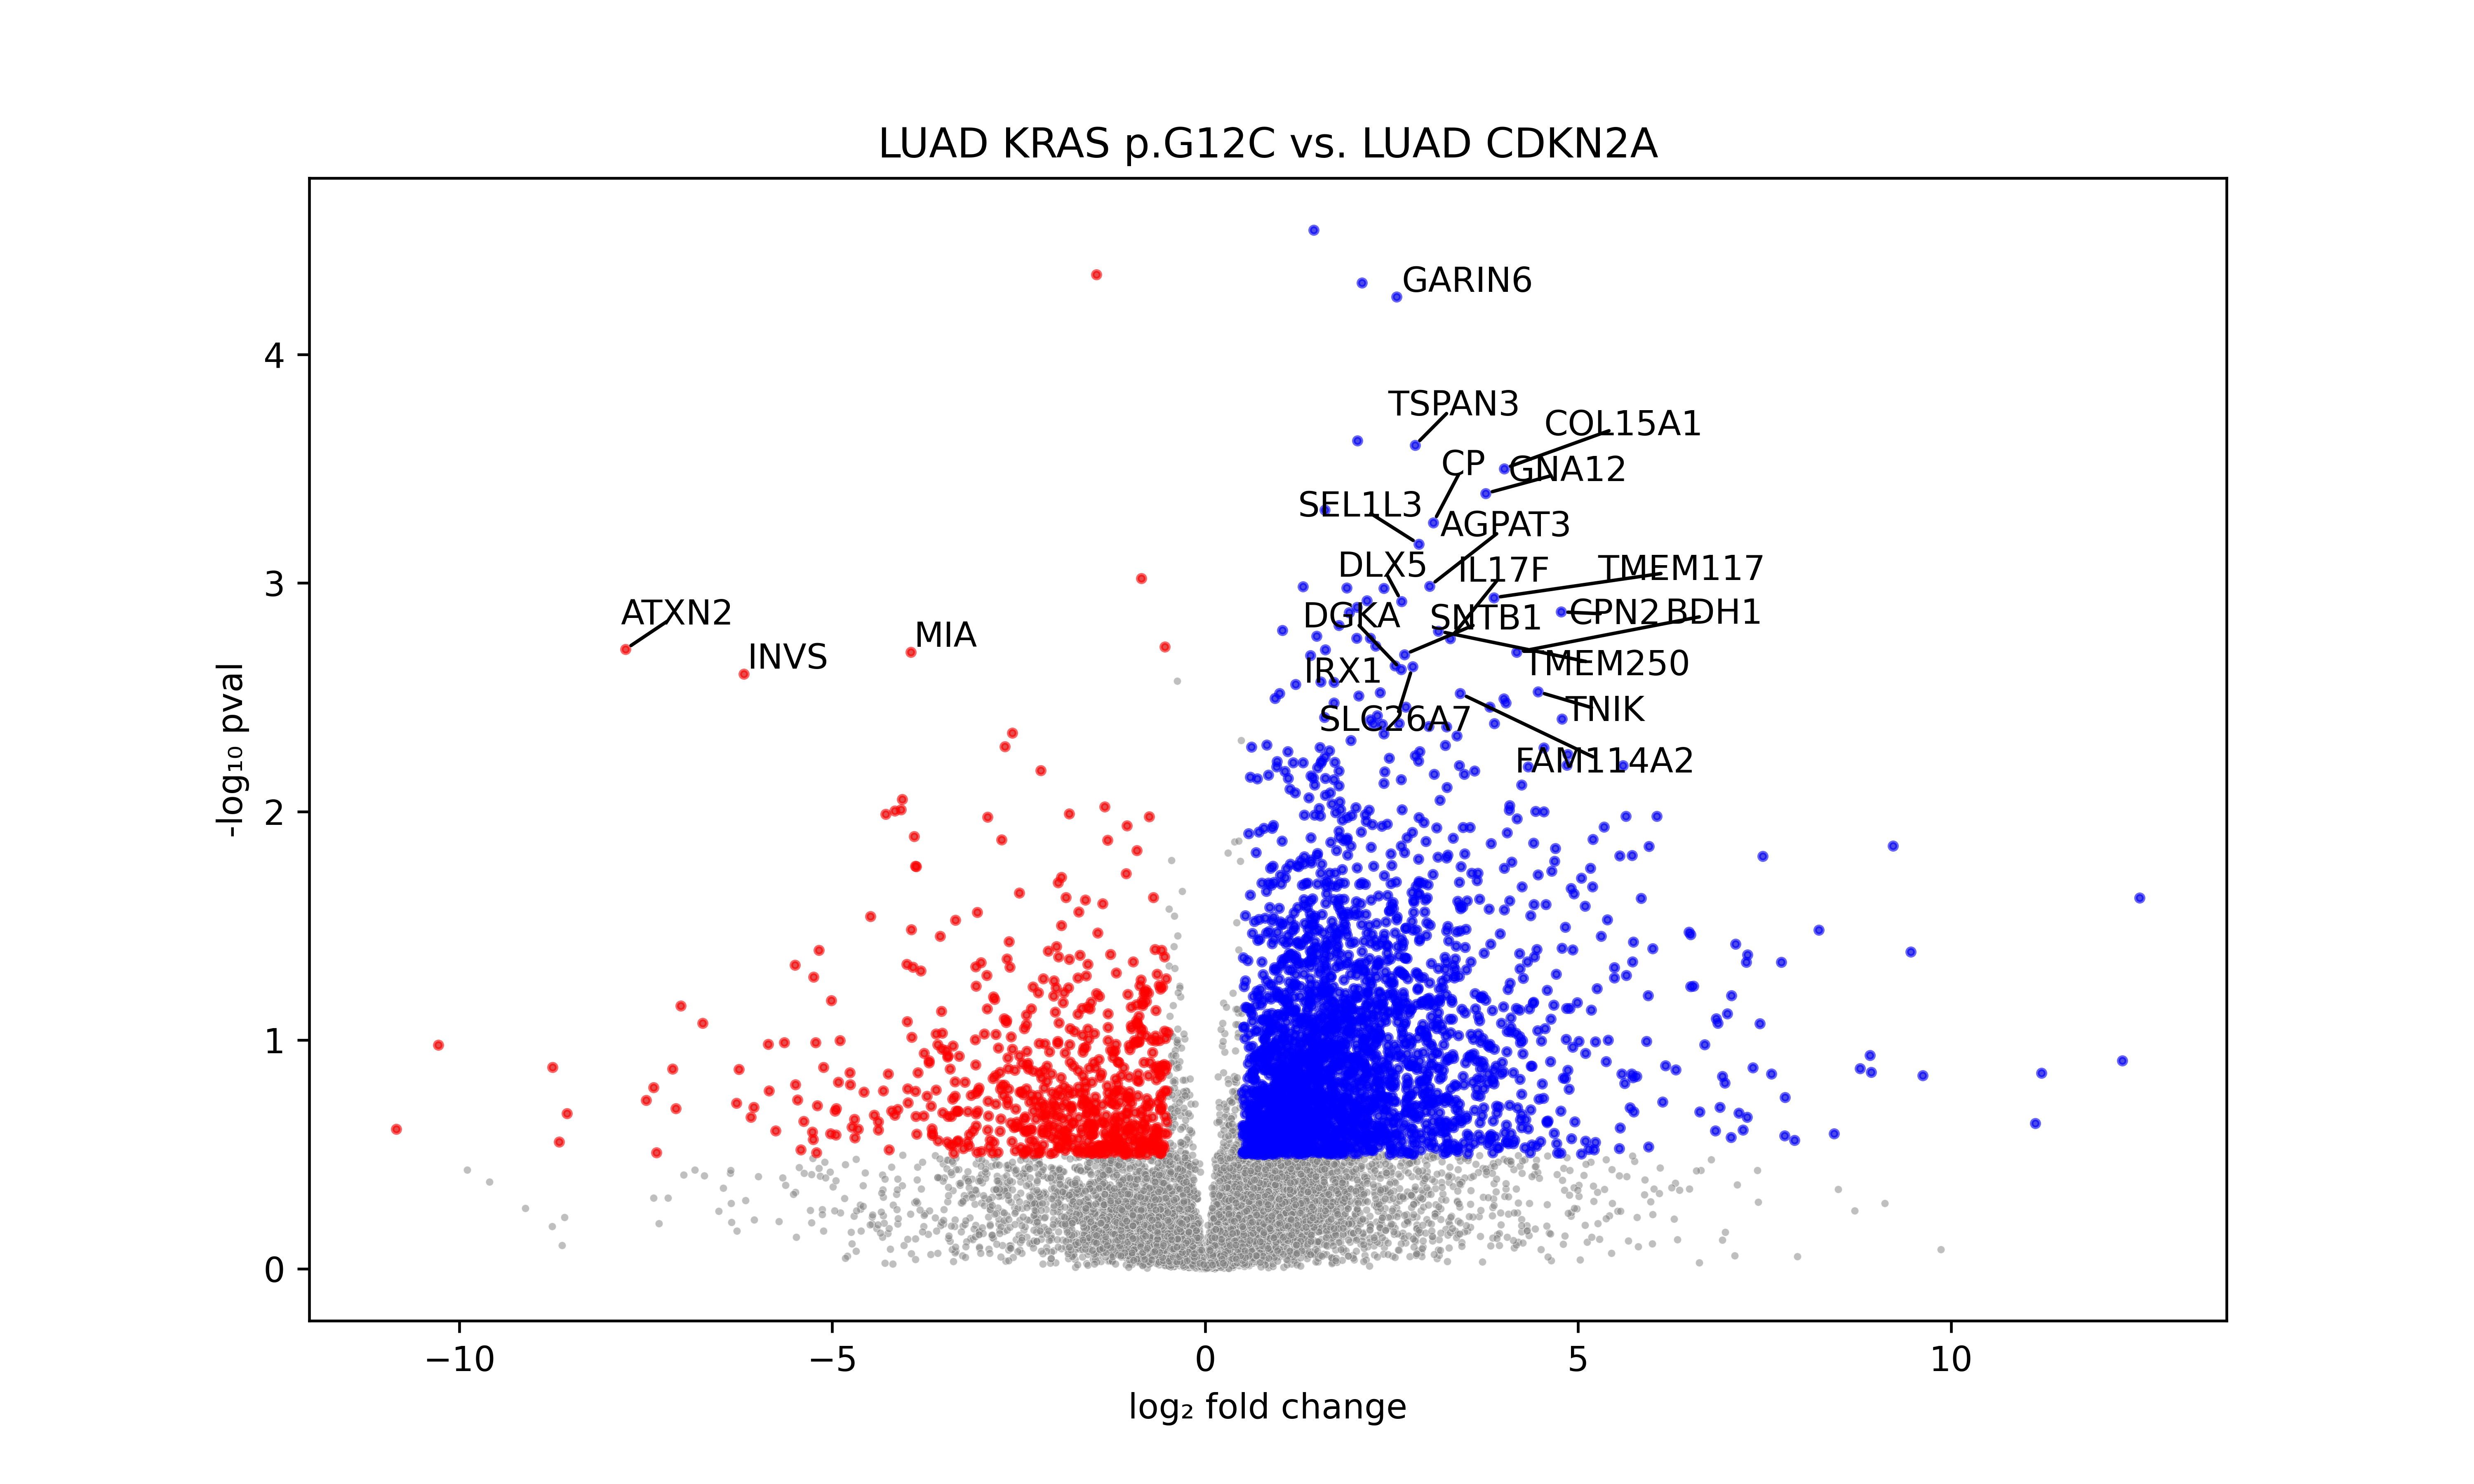 LUAD KRAS p.G12C vs. LUAD CDKN2A
GARIN6
TSPAN3
COL15A1
CP
GNA12
SEL1L3
AGPAT3
DLX5
IL17F
TMEM117
ATXN2
DGKA
SNTB1
CPN2
BDH1
MIA
INVS
IRX1
TMEM250
SLC26A7
TNIK
FAM114A2
4
3
2
1
0
-log₁₀ pval
−10
−5
0
5
10
log₂ fold change